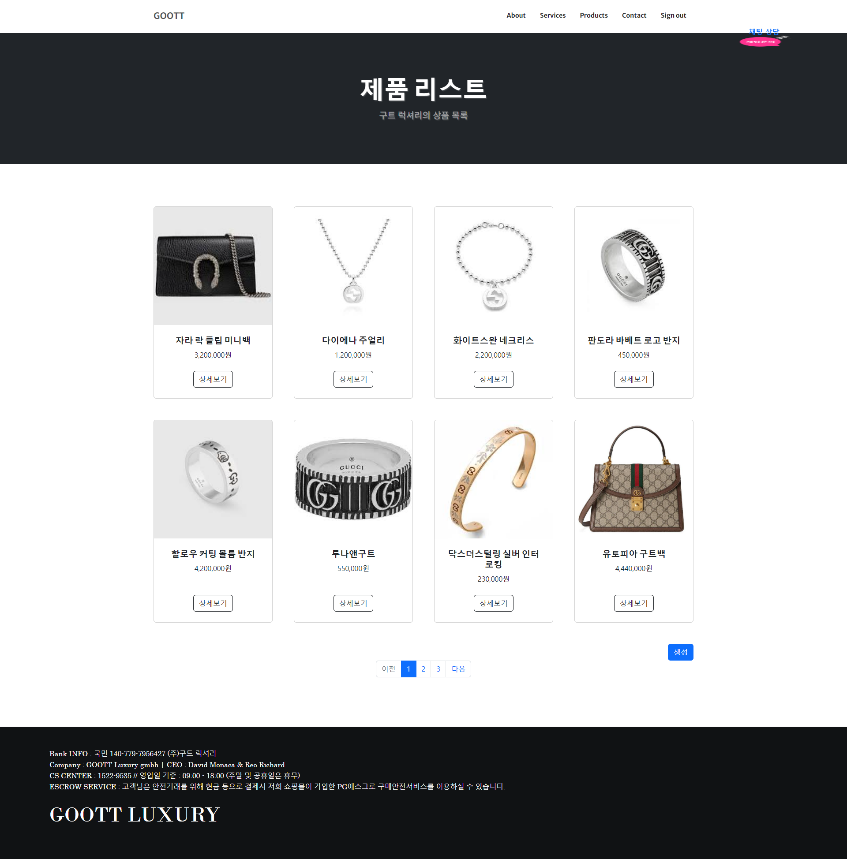 GOOTT
About Services Products Contact Sign out
채팅 상담
제품 리스트
구트 럭셔리의 상품 목록
자라 락 툴립 미니백
3,200,000원
상세보기
다이에나 주얼리
1,200,000원
상세보기
화이트스완 네크리스
2,200,000원
상세보기
판도라 바베트 로고 반지
450,000원
상세보기
할로우 커팅 볼륨 반지
4,200,000원
상세보기
GUCCI
루나앤구트
550,000원
상세보기
닥스더스털링 실버 인터
로킹
230,000원
상세보기
유토피아 구트백
4,440,000원
상세보기
생성
이전 1 2 3 다음
Bank INFO : 국민 140-779-7956427 (주)구트 럭셔리
Company : GOOTT Luxury gmbh | CEO : David Monaca & Reo Richard
CS CENTER : 1522-9535 // 영업일 기준 : 09:00 - 18:00 (주말 및 공휴일은 휴무)
ESCROW SERVICE : 고객님은 안전거래를 위해 현금 등으로 결제시 저희 쇼핑몰이 가입한 PG에스크로 구매안전서비스를 이용하실 수 있습니다.
GOOTT LUXURY